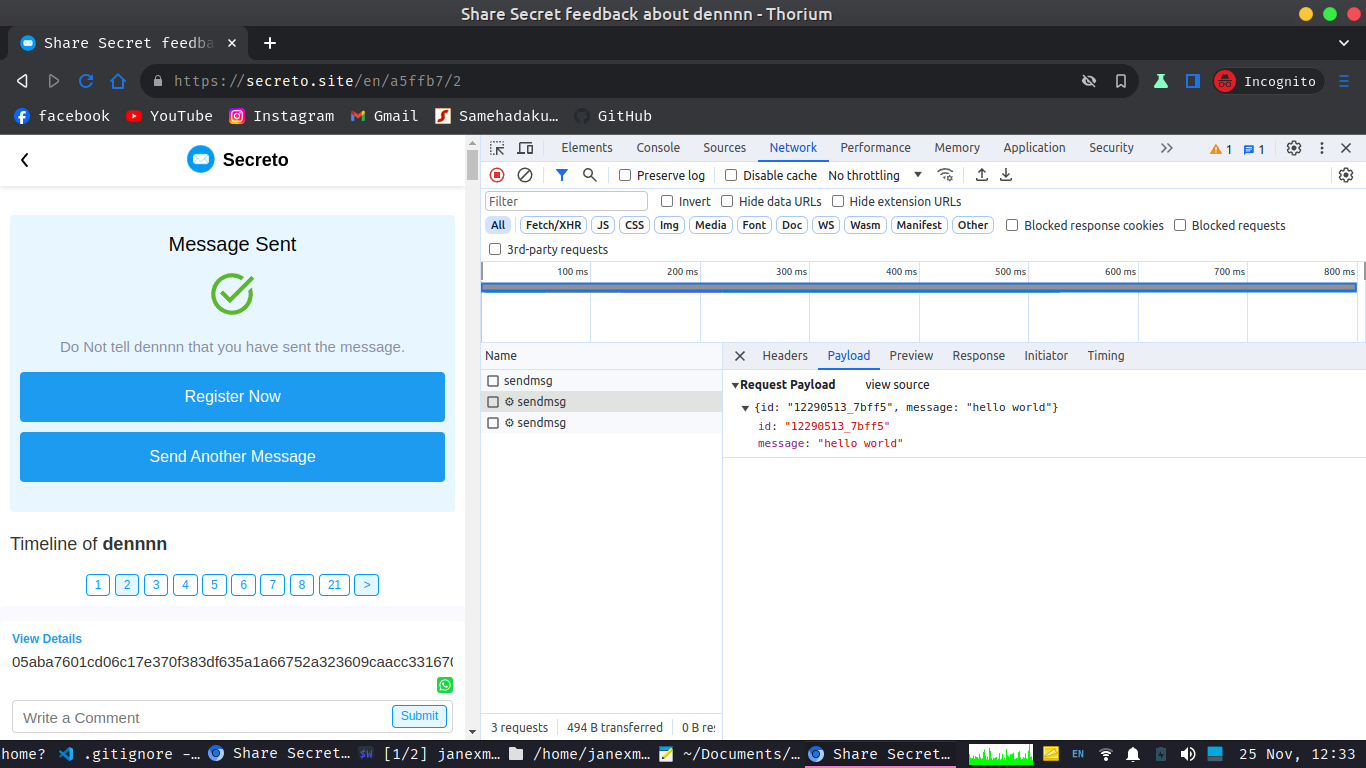 Share Secret feedback about dennnn - Thorium
Share Secret feedba
https://secreto.site/en/a5ffb7/2
Incognito
facebook YouTube Instagram Gmail Samehadaku... GitHub
Secreto
Message Sent
Do Not tell dennnn that you have sent the message.
Register Now
Send Another Message
Timeline of dennnn
1 2 3 4 5 6 7 8 21 >
View Details
05aba7601cd06c17e370f383df635a1a66752a323609caacc331670
Write a Comment Submit
Elements Console Sources Network Performance Memory Application Security 1 1
Preserve log Disable cache No throttling
Filter Invert Hide data URLs Hide extension URLs
All Fetch/XHR JS CSS Img Media Font Doc WS Wasm Manifest Other Blocked response cookies Blocked requests
3rd-party requests
100 ms 200 ms 300 ms 400 ms 500 ms 600 ms 700 ms 800 ms
Name
sendmsg
sendmsg
sendmsg
3 requests 494 B transferred 0 B re
Headers Payload Preview Response Initiator Timing
Request Payload view source
{id: "12290513_7bff5", message: "hello world"}
id: "12290513_7bff5"
message: "hello world"
home? .gitignore –... Share Secret... $W [1/2] janexm... /home/janexm... ~/Documents/... Share Secret... EN 25 Nov, 12:33